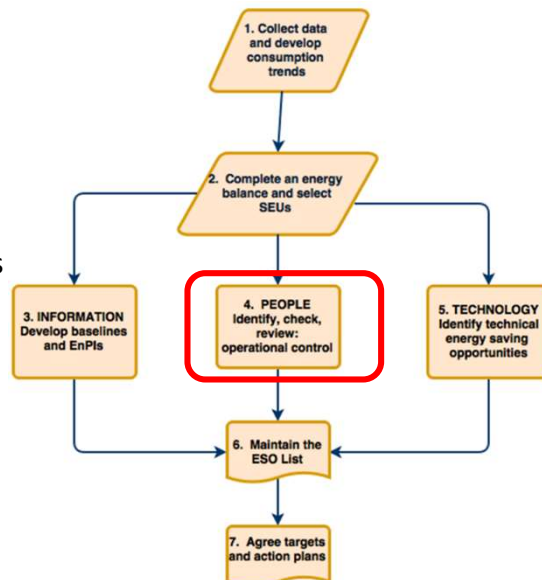 1. Collect data
and develop
consumption
trends
2. Complete an energy
balance and select
SEUs
s
3. INFORMATION
Develop baselines
and EnPIs
4. PEOPLE
Identify, check,
review:
operational control
5. TECHNOLOGY
Identify technical
energy saving
opportunities
6. Maintain the
ESO List
7. Agree targets
and action plans